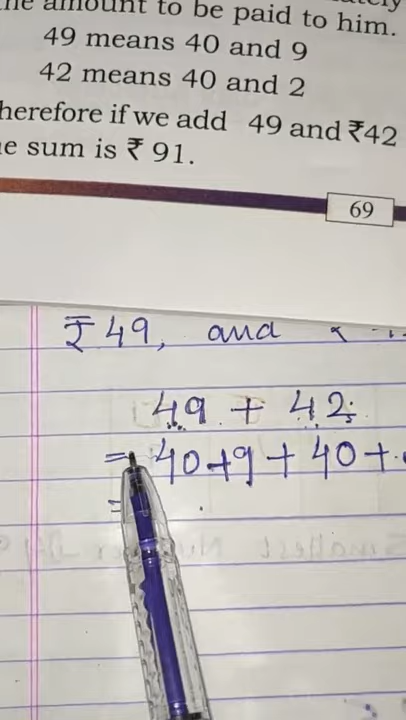 amount to be paid to him.
49 means 40 and 9
42 means 40 and 2
herefore if we add 49 and ₹42
sum is ₹ 91.
69
₹ 49, and
49 + 42
= 40+9 + 40+
=